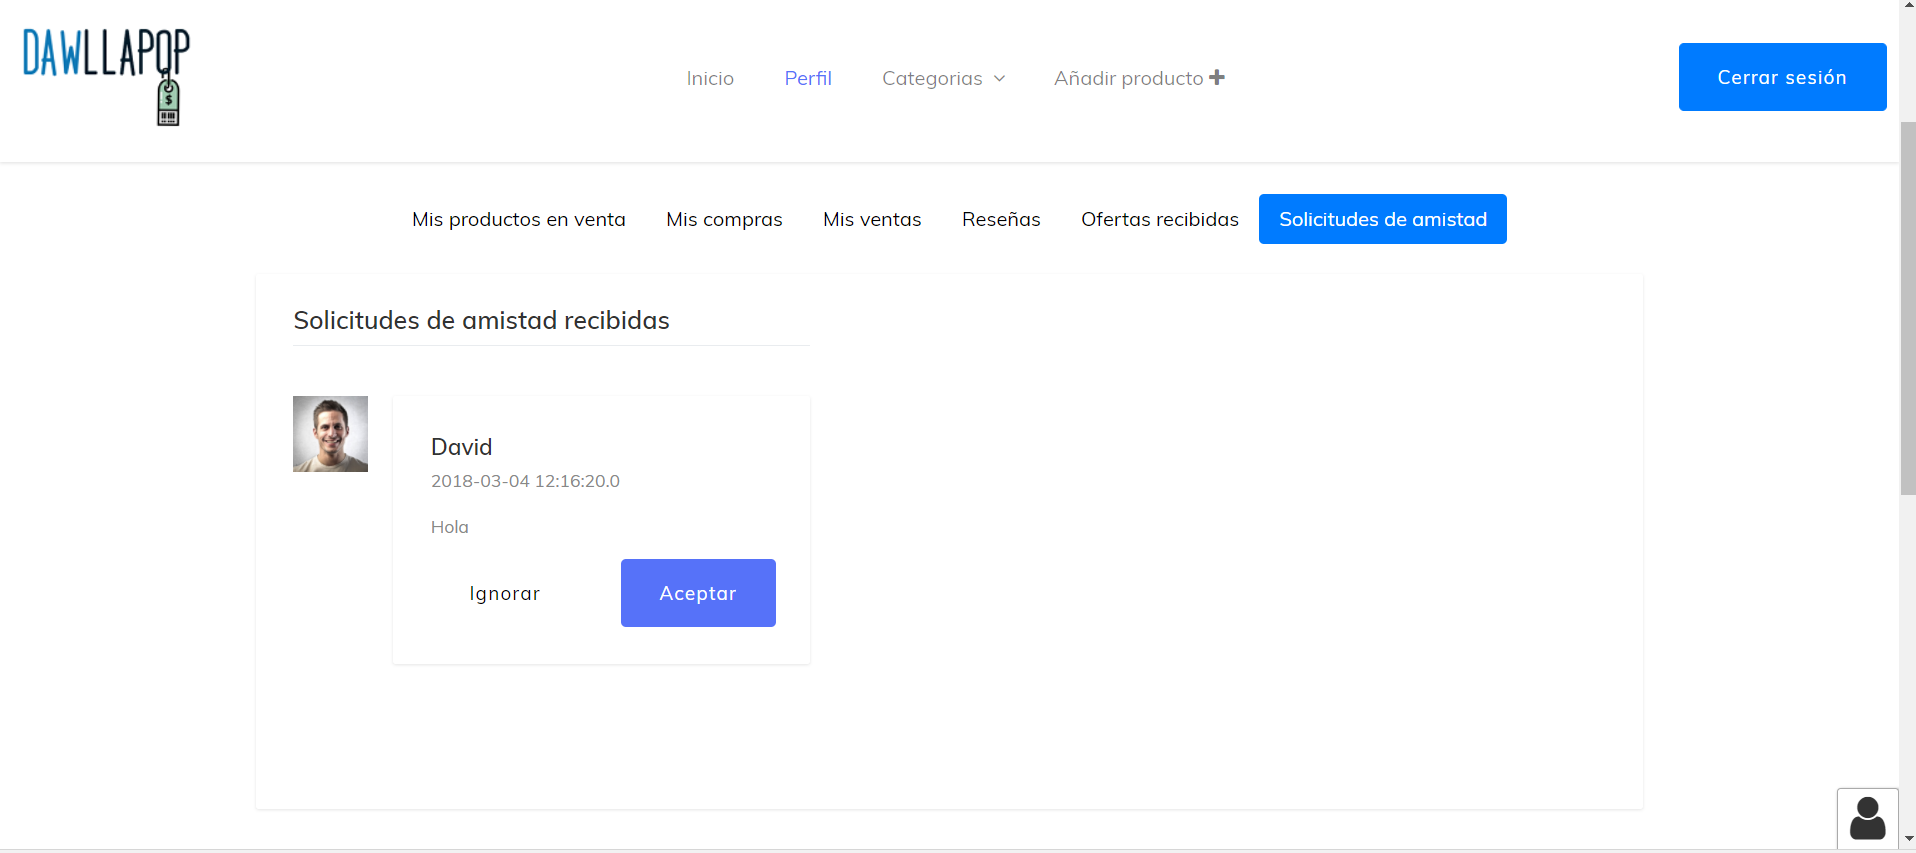 DAWLLAPOP
$
Inicio
Perfil
Categorias
Añadir producto
Cerrar sesión
Mis productos en venta
Mis compras
Mis ventas
Reseñas
Ofertas recibidas
Solicitudes de amistad
Solicitudes de amistad recibidas
David
2018-03-04 12:16:20.0
Hola
Ignorar
Aceptar